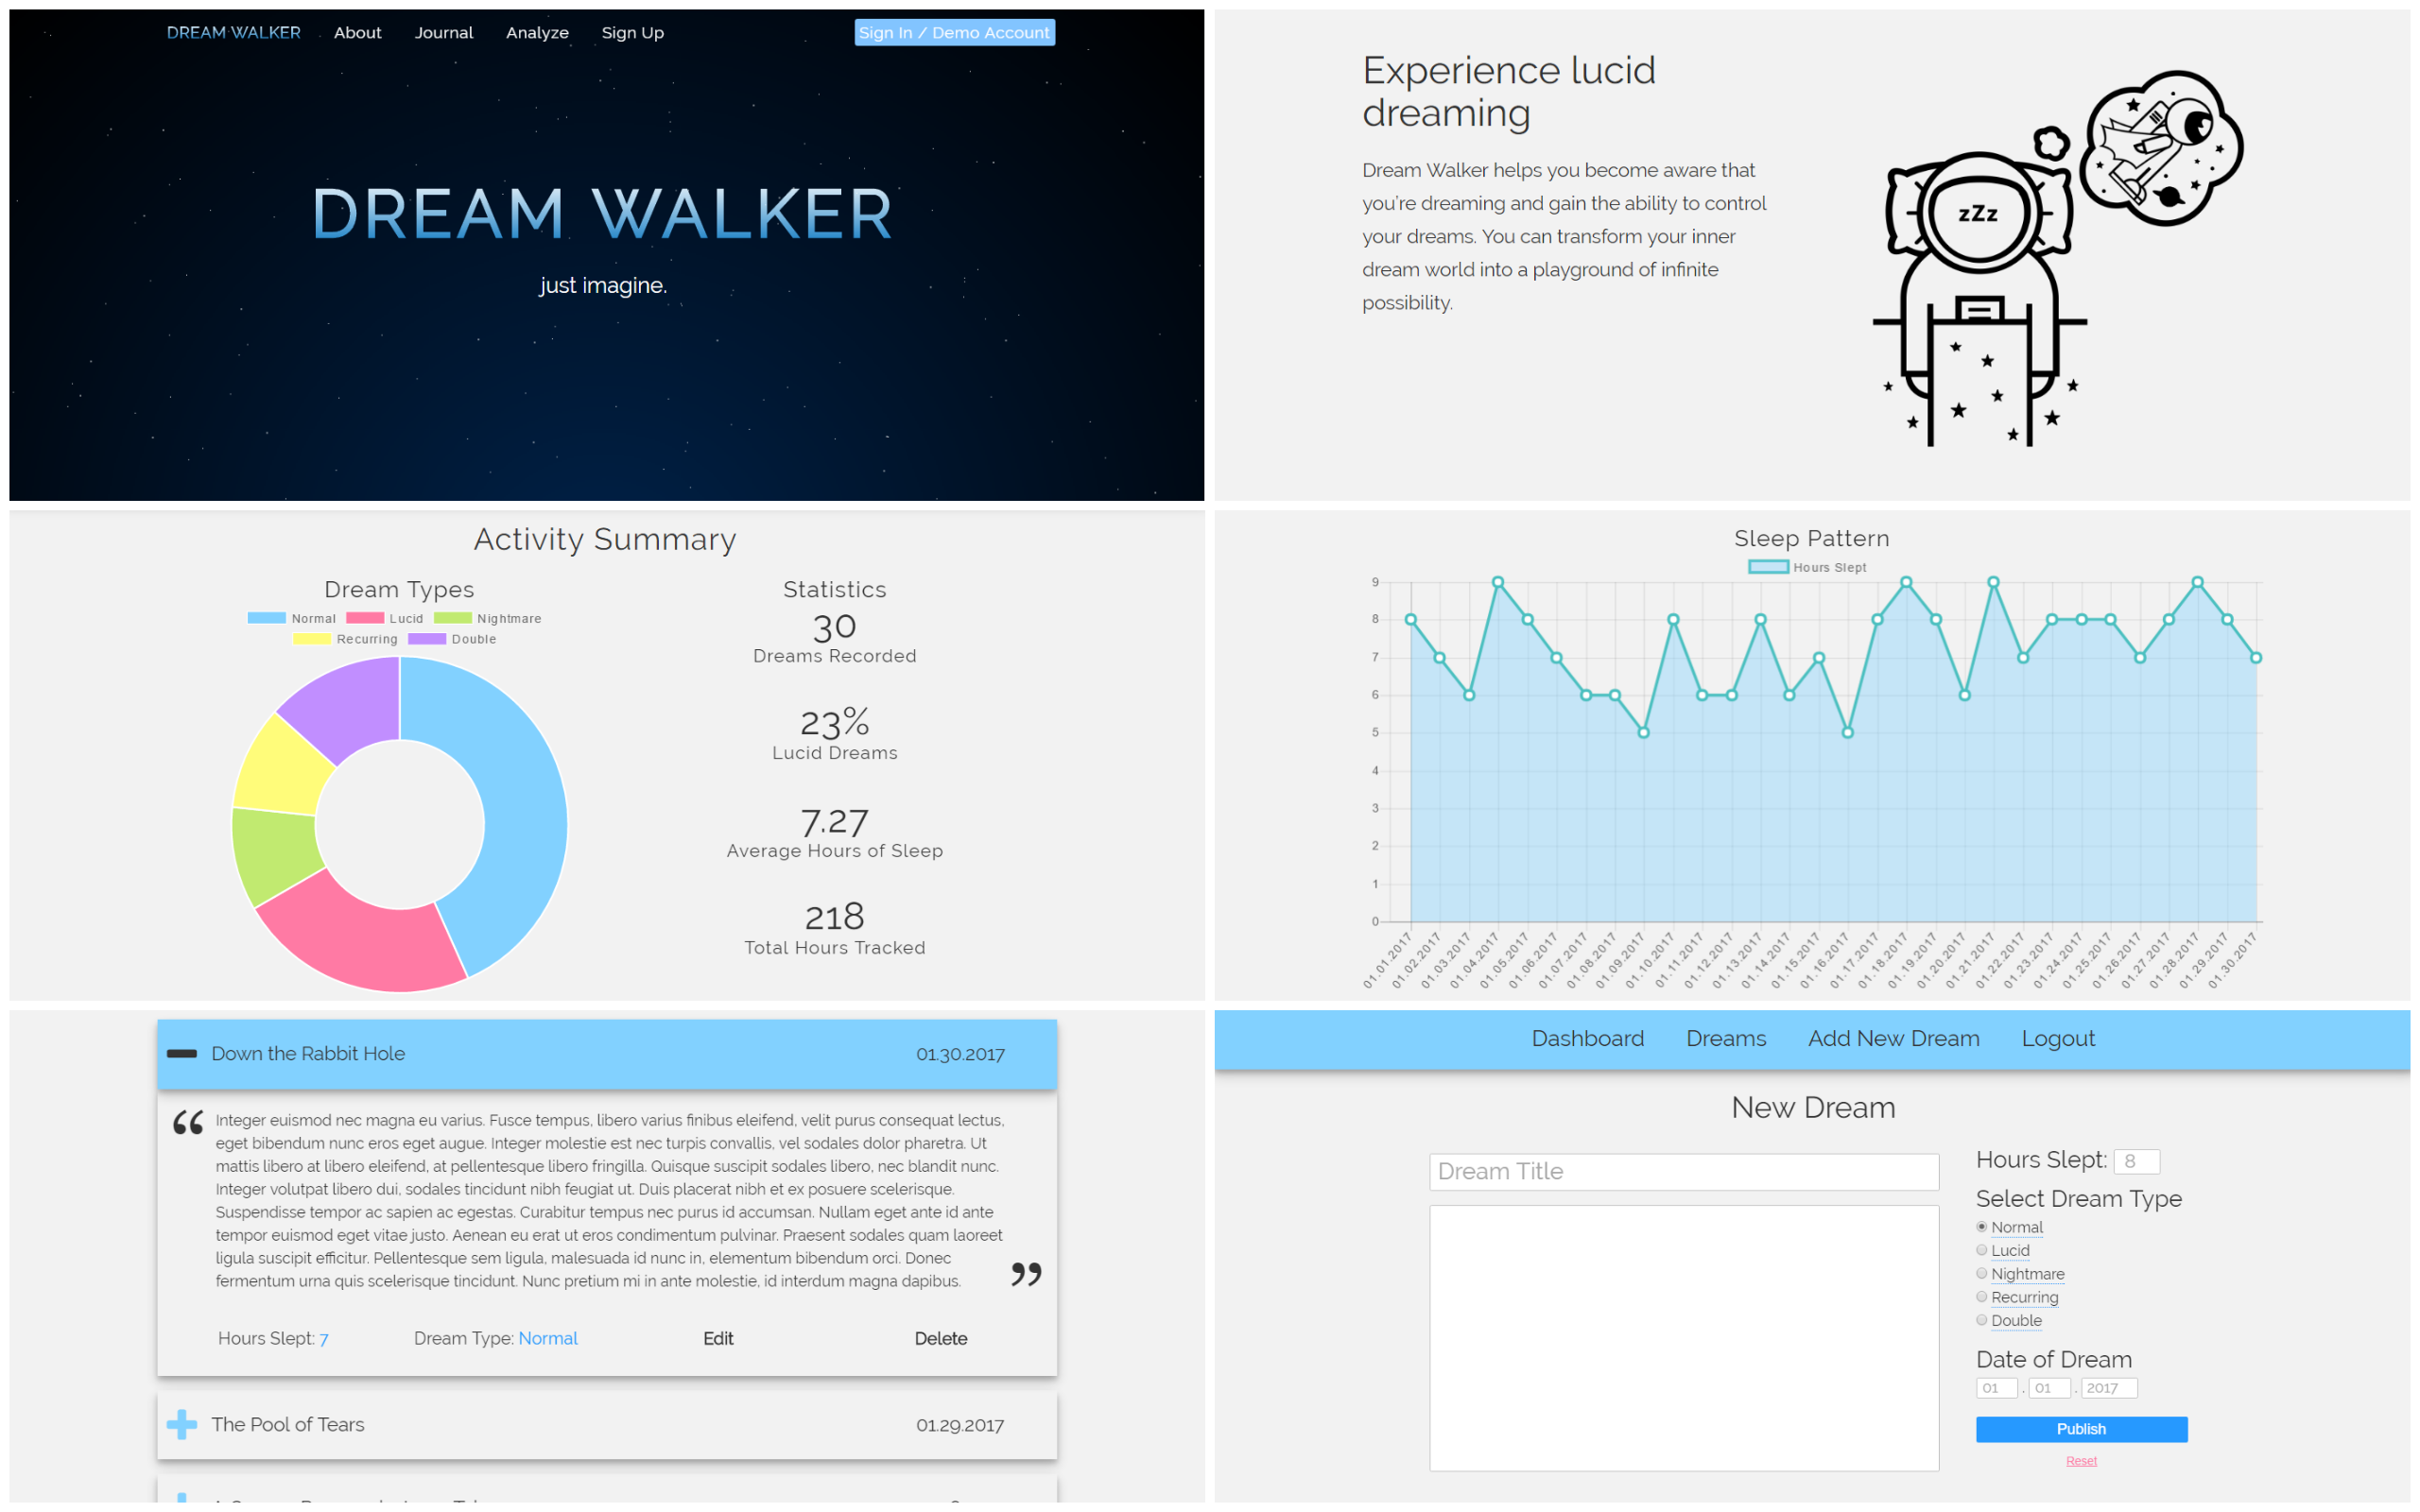 DREAM WALKER About Journal Analyze Sign Up Sign In / Demo Account
DREAM WALKER
just imagine.
Experience lucid
dreaming
Dream Walker helps you become aware that
you're dreaming and gain the ability to control
your dreams. You can transform your inner
dream world into a playground of infinite
possibility.
zZz
Activity Summary
Dream Types
Normal Lucid Nightmare
Recurring Double
Statistics
30
Dreams Recorded
23%
Lucid Dreams
7.27
Average Hours of Sleep
218
Total Hours Tracked
Sleep Pattern
Hours Slept
9
8
7
6
5
4
3
2
1
0
01.01.2017
01.02.2017
01.03.2017
01.04.2017
01.05.2017
01.06.2017
01.07.2017
01.08.2017
01.09.2017
01.10.2017
01.11.2017
01.12.2017
01.13.2017
01.14.2017
01.15.2017
01.16.2017
01.17.2017
01.18.2017
01.19.2017
01.20.2017
01.21.2017
01.22.2017
01.23.2017
01.24.2017
01.25.2017
01.26.2017
01.27.2017
01.28.2017
01.29.2017
01.30.2017
Down the Rabbit Hole 01.30.2017
“ Integer euismod nec magna eu varius. Fusce tempus, libero varius finibus eleifend, velit purus consequat lectus,
eget bibendum nunc eros eget augue. Integer molestie est nec turpis convallis, vel sodales dolor pharetra. Ut
mattis libero at libero eleifend, at pellentesque libero fringilla. Quisque suscipit sodales libero, nec blandit nunc.
Integer volutpat libero dui, sodales tincidunt nibh feugiat ut. Duis placerat nibh et ex posuere scelerisque.
Suspendisse tempor ac sapien ac egestas. Curabitur tempus nec purus id accumsan. Nullam eget ante id ante
tempor euismod eget vitae justo. Aenean eu erat ut eros condimentum pulvinar. Praesent sodales quam laoreet
ligula suscipit efficitur. Pellentesque sem ligula, malesuada id nunc in, elementum bibendum orci. Donec
fermentum urna quis scelerisque tincidunt. Nunc pretium mi in ante molestie, id interdum magna dapibus. ”
Hours Slept: 7 Dream Type: Normal Edit Delete
The Pool of Tears 01.29.2017
Dashboard Dreams Add New Dream Logout
New Dream
Dream Title
Hours Slept: 8
Select Dream Type
Normal
Lucid
Nightmare
Recurring
Double
Date of Dream
01 . 01 . 2017
Publish
Reset